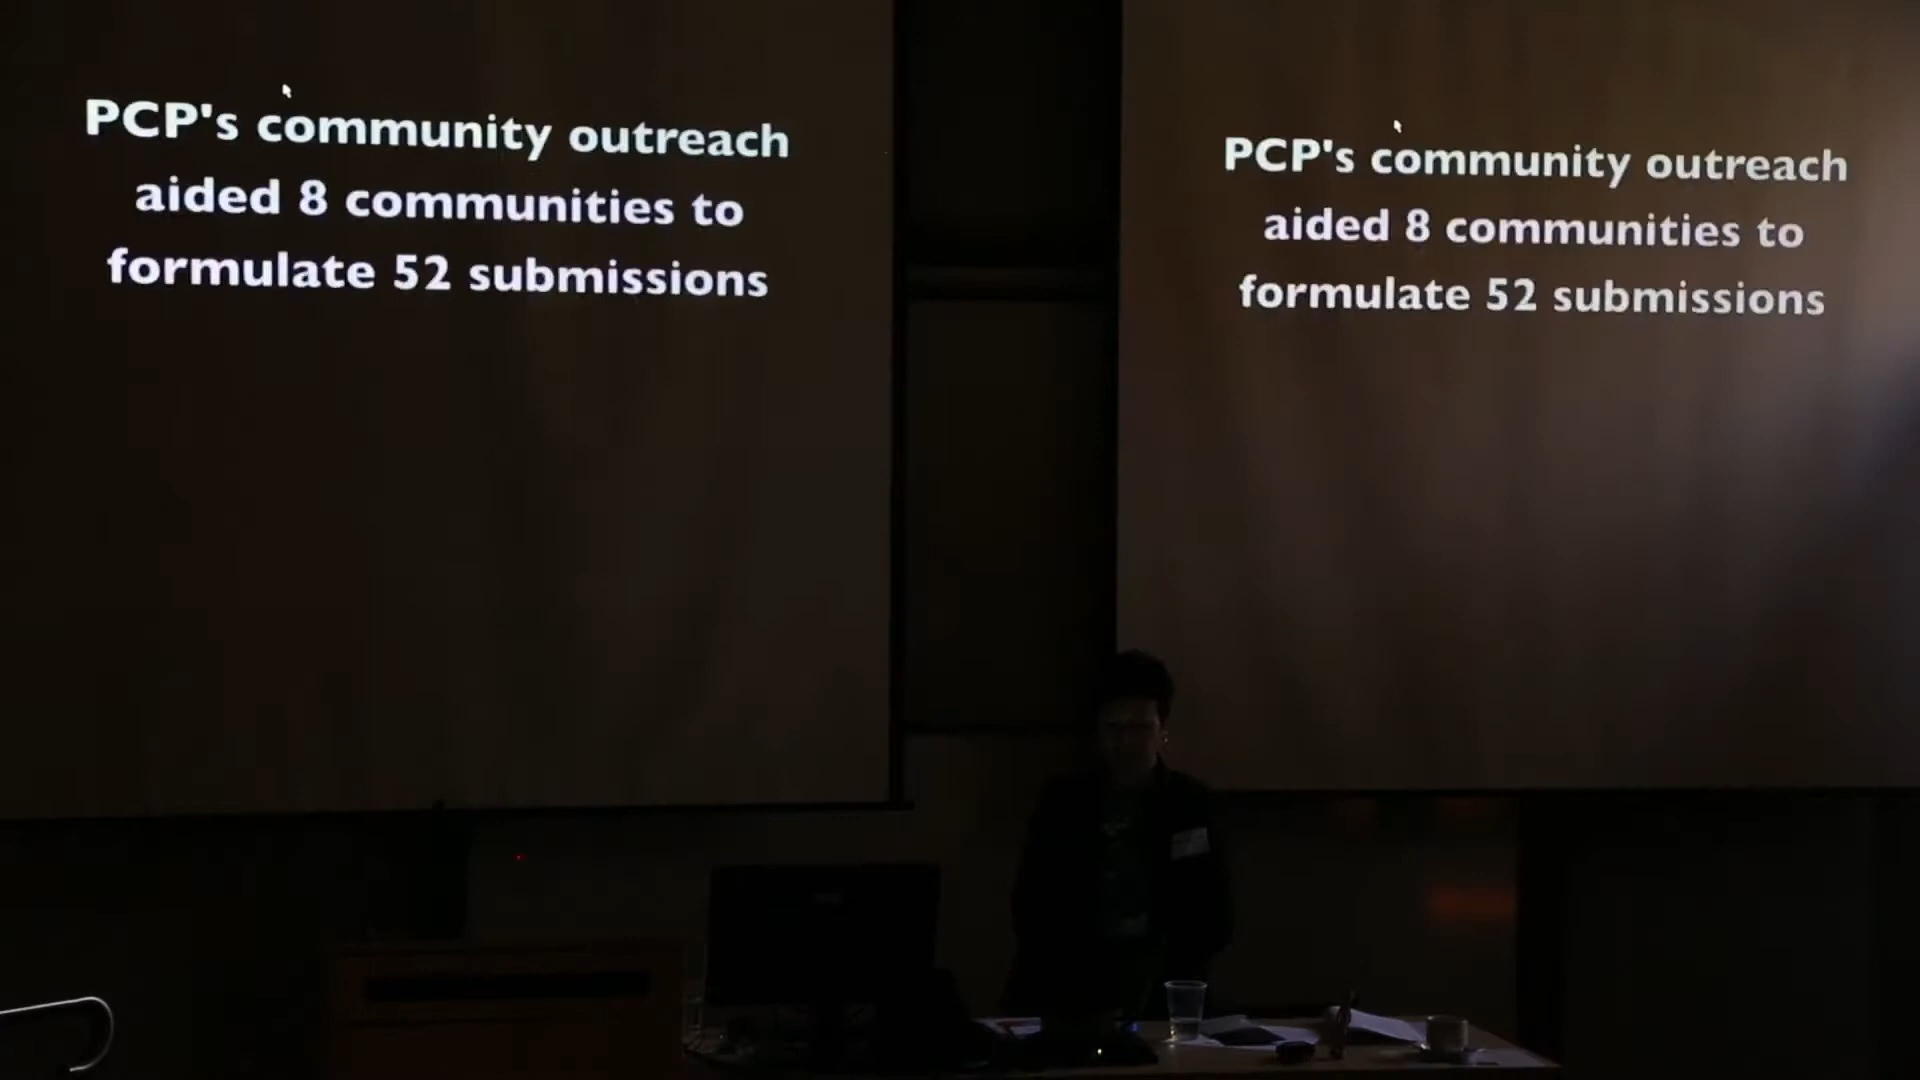 PCP's community outreach
aided 8 communities to
formulate 52 submissions
PCP's community outreach
aided 8 communities to
formulate 52 submissions